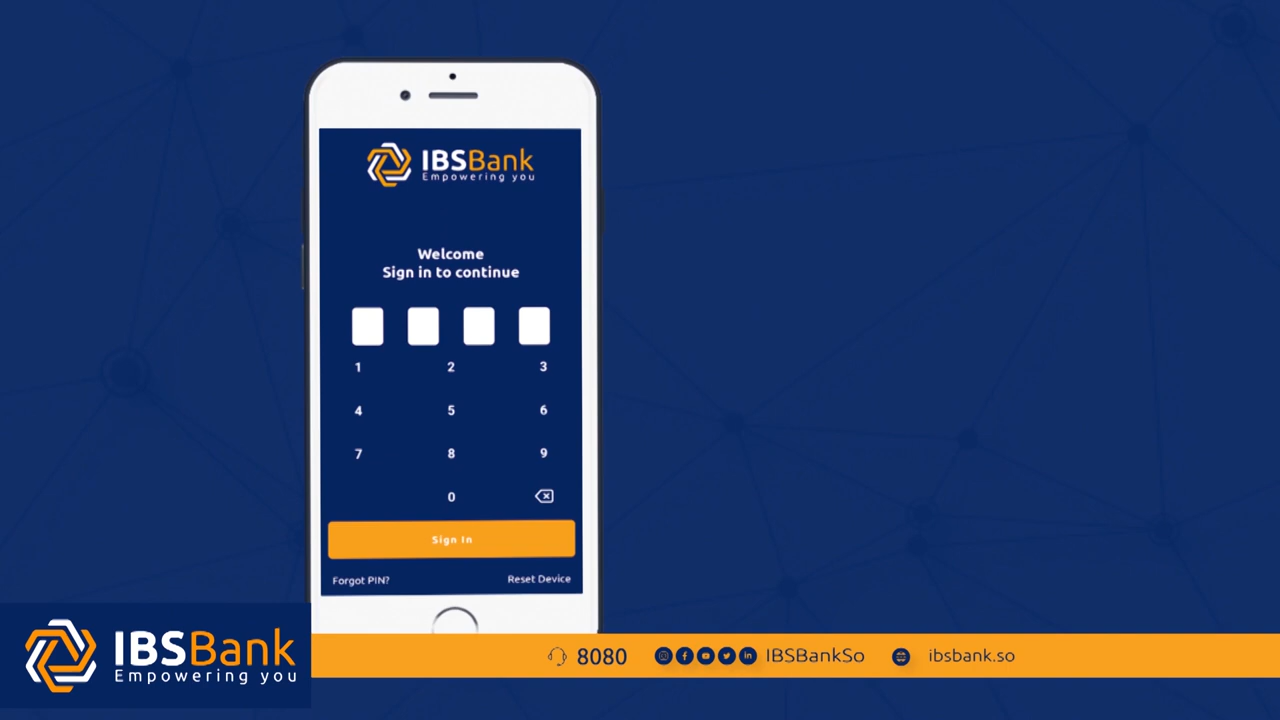 IBSBank
Empowering you
Welcome
Sign in to continue
1 2 3
4 5 6
7 8 9
0
Sign In
Forgot PIN? Reset Device
IBSBank
Empowering you
8080 IBSBankSo ibsbank.so